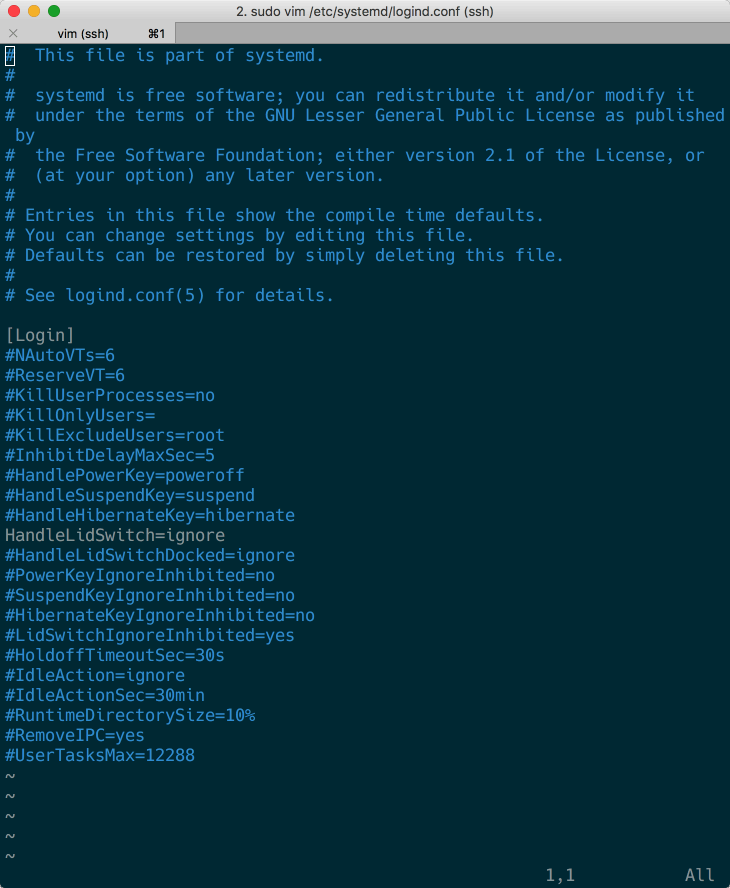 2. sudo vim /etc/systemd/logind.conf (ssh)
vim (ssh) ⌘1
#  This file is part of systemd.
#
#  systemd is free software; you can redistribute it and/or modify it
#  under the terms of the GNU Lesser General Public License as published
 by
#  the Free Software Foundation; either version 2.1 of the License, or
#  (at your option) any later version.
#
# Entries in this file show the compile time defaults.
# You can change settings by editing this file.
# Defaults can be restored by simply deleting this file.
#
# See logind.conf(5) for details.

[Login]
#NAutoVTs=6
#ReserveVT=6
#KillUserProcesses=no
#KillOnlyUsers=
#KillExcludeUsers=root
#InhibitDelayMaxSec=5
#HandlePowerKey=poweroff
#HandleSuspendKey=suspend
#HandleHibernateKey=hibernate
HandleLidSwitch=ignore
#HandleLidSwitchDocked=ignore
#PowerKeyIgnoreInhibited=no
#SuspendKeyIgnoreInhibited=no
#HibernateKeyIgnoreInhibited=no
#LidSwitchIgnoreInhibited=yes
#HoldoffTimeoutSec=30s
#IdleAction=ignore
#IdleActionSec=30min
#RuntimeDirectorySize=10%
#RemoveIPC=yes
#UserTasksMax=12288
~
~
~
~
~
1,1 All